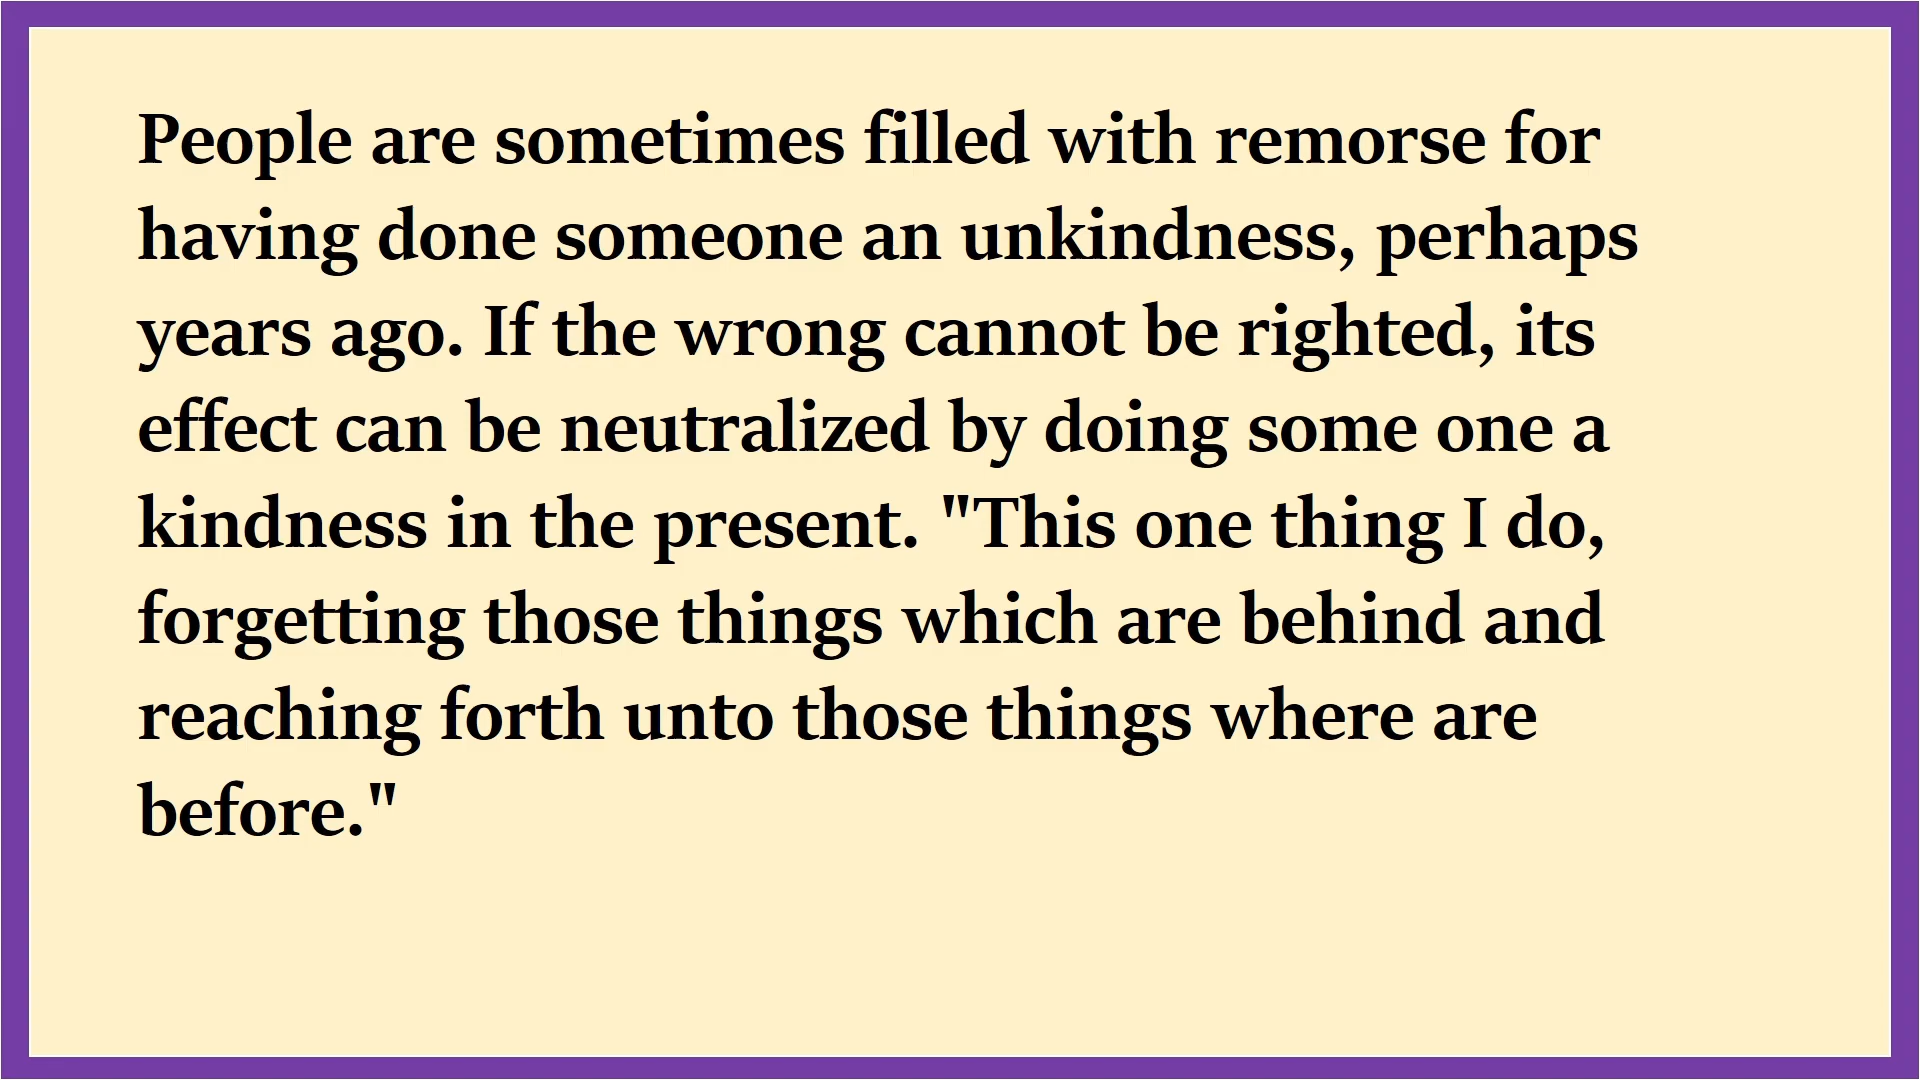 People are sometimes filled with remorse for
having done someone an unkindness, perhaps
years ago. If the wrong cannot be righted, its
effect can be neutralized by doing some one a
kindness in the present. "This one thing I do,
forgetting those things which are behind and
reaching forth unto those things where are
before."